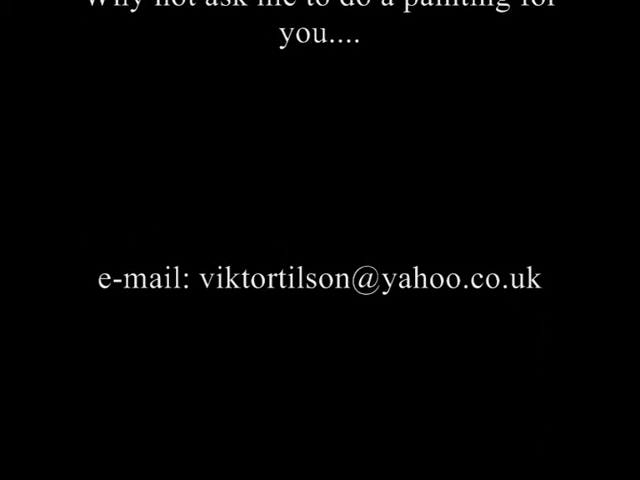 Why not ask me to do a painting for
you....
e-mail: viktortilson@yahoo.co.uk